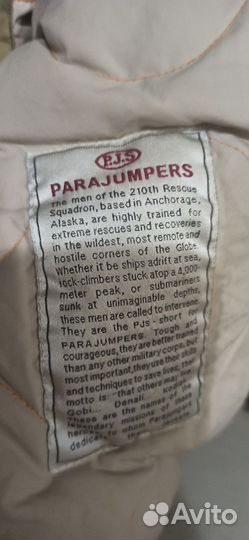 P.J.S
PARAJUMPERS
The men of the 210th Rescue
Squadron, based in Anchorage,
Alaska, are highly trained for
extreme rescues and recoveries
in the wildest, most remote and
hostile corners of the Globe.
Whether it be ships adrift at sea,
rock-climbers stuck atop a 4,000-
meter peak, or submariners
sunk at unimaginable depths,
these men are called to intervene.
They are the PJs - short for
PARAJUMPERS. Tough and
courageous, they are better trained
than any other military corps, but
most important, they use their skills
and techniques to save lives,
motto is: "that others may
Gobi... Denali...
These are the names of the
legendary missions of
heroes, to whom Parajumpers
dedicates
Avito